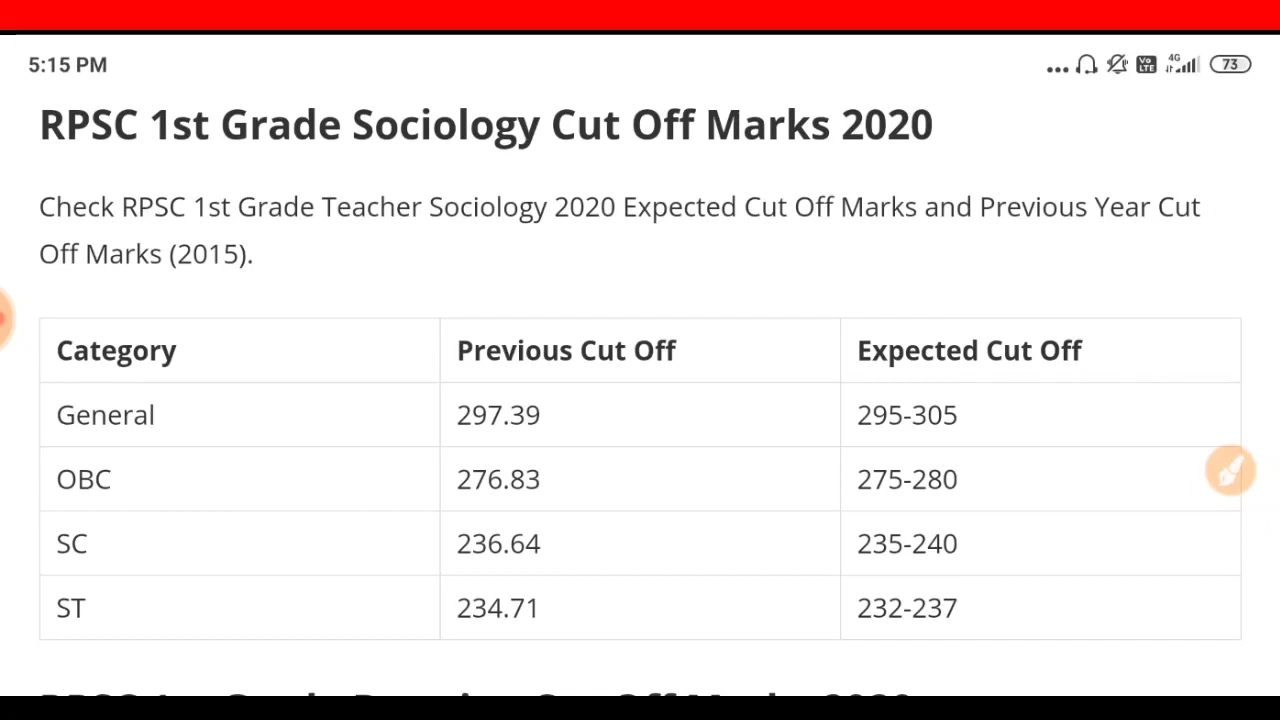 5:15 PM
... Vo LTE 4G 73
RPSC 1st Grade Sociology Cut Off Marks 2020
Check RPSC 1st Grade Teacher Sociology 2020 Expected Cut Off Marks and Previous Year Cut
Off Marks (2015).
Category Previous Cut Off Expected Cut Off
General 297.39 295-305
OBC 276.83 275-280
SC 236.64 235-240
ST 234.71 232-237